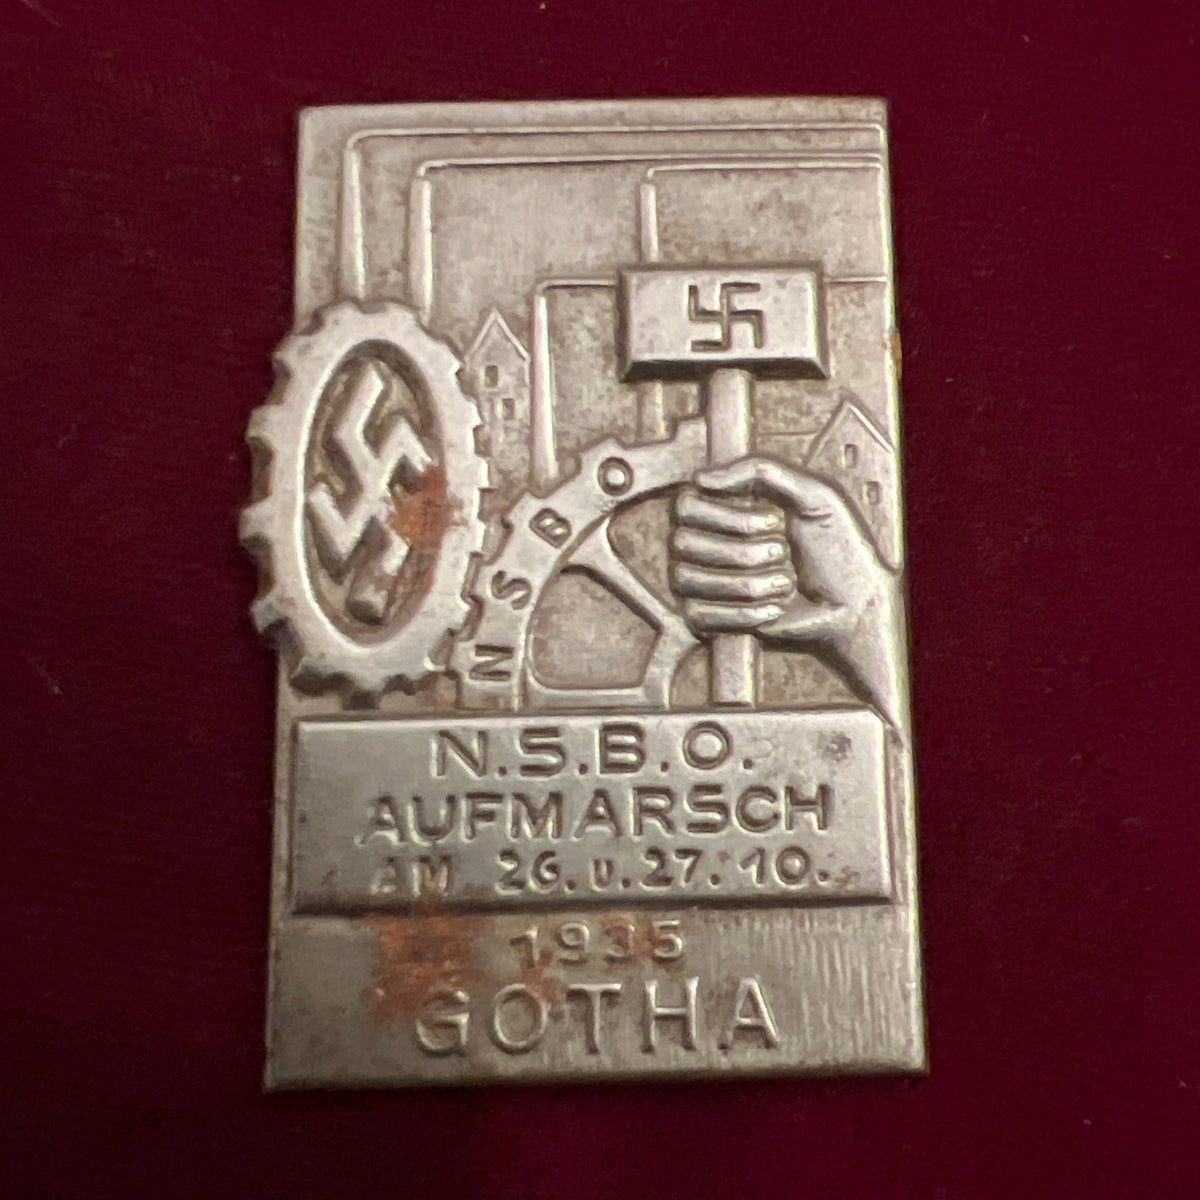 NSBO
N.S.B.O.
AUFMARSCH
AM 26. u. 27. 10.
1935
GOTHA